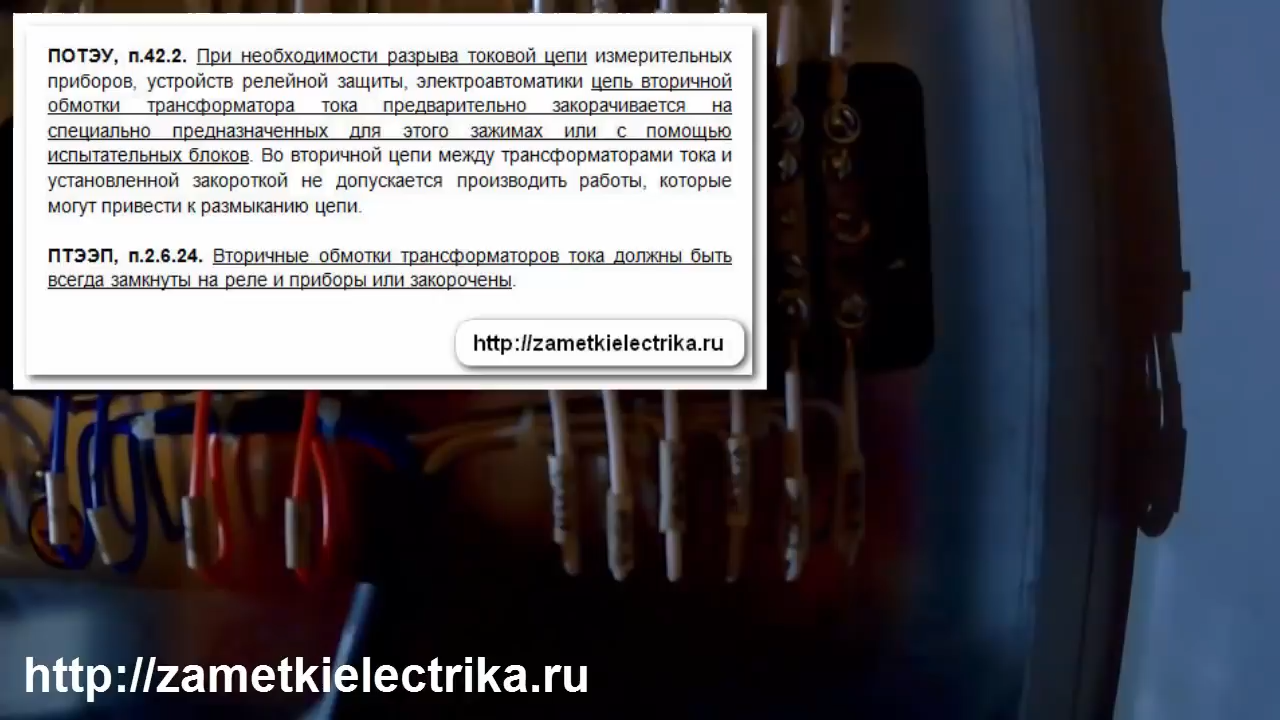 ПОТЭУ, п.42.2. При необходимости разрыва токовой цепи измерительных
приборов, устройств релейной защиты, электроавтоматики цепь вторичной
обмотки трансформатора тока предварительно закорачивается на
специально предназначенных для этого зажимах или с помощью
испытательных блоков. Во вторичной цепи между трансформаторами тока и
установленной закороткой не допускается производить работы, которые
могут привести к размыканию цепи.
ПТЭЭП, п.2.6.24. Вторичные обмотки трансформаторов тока должны быть
всегда замкнуты на реле и приборы или закорочены.
http://zametkielectrika.ru
http://zametkielectrika.ru